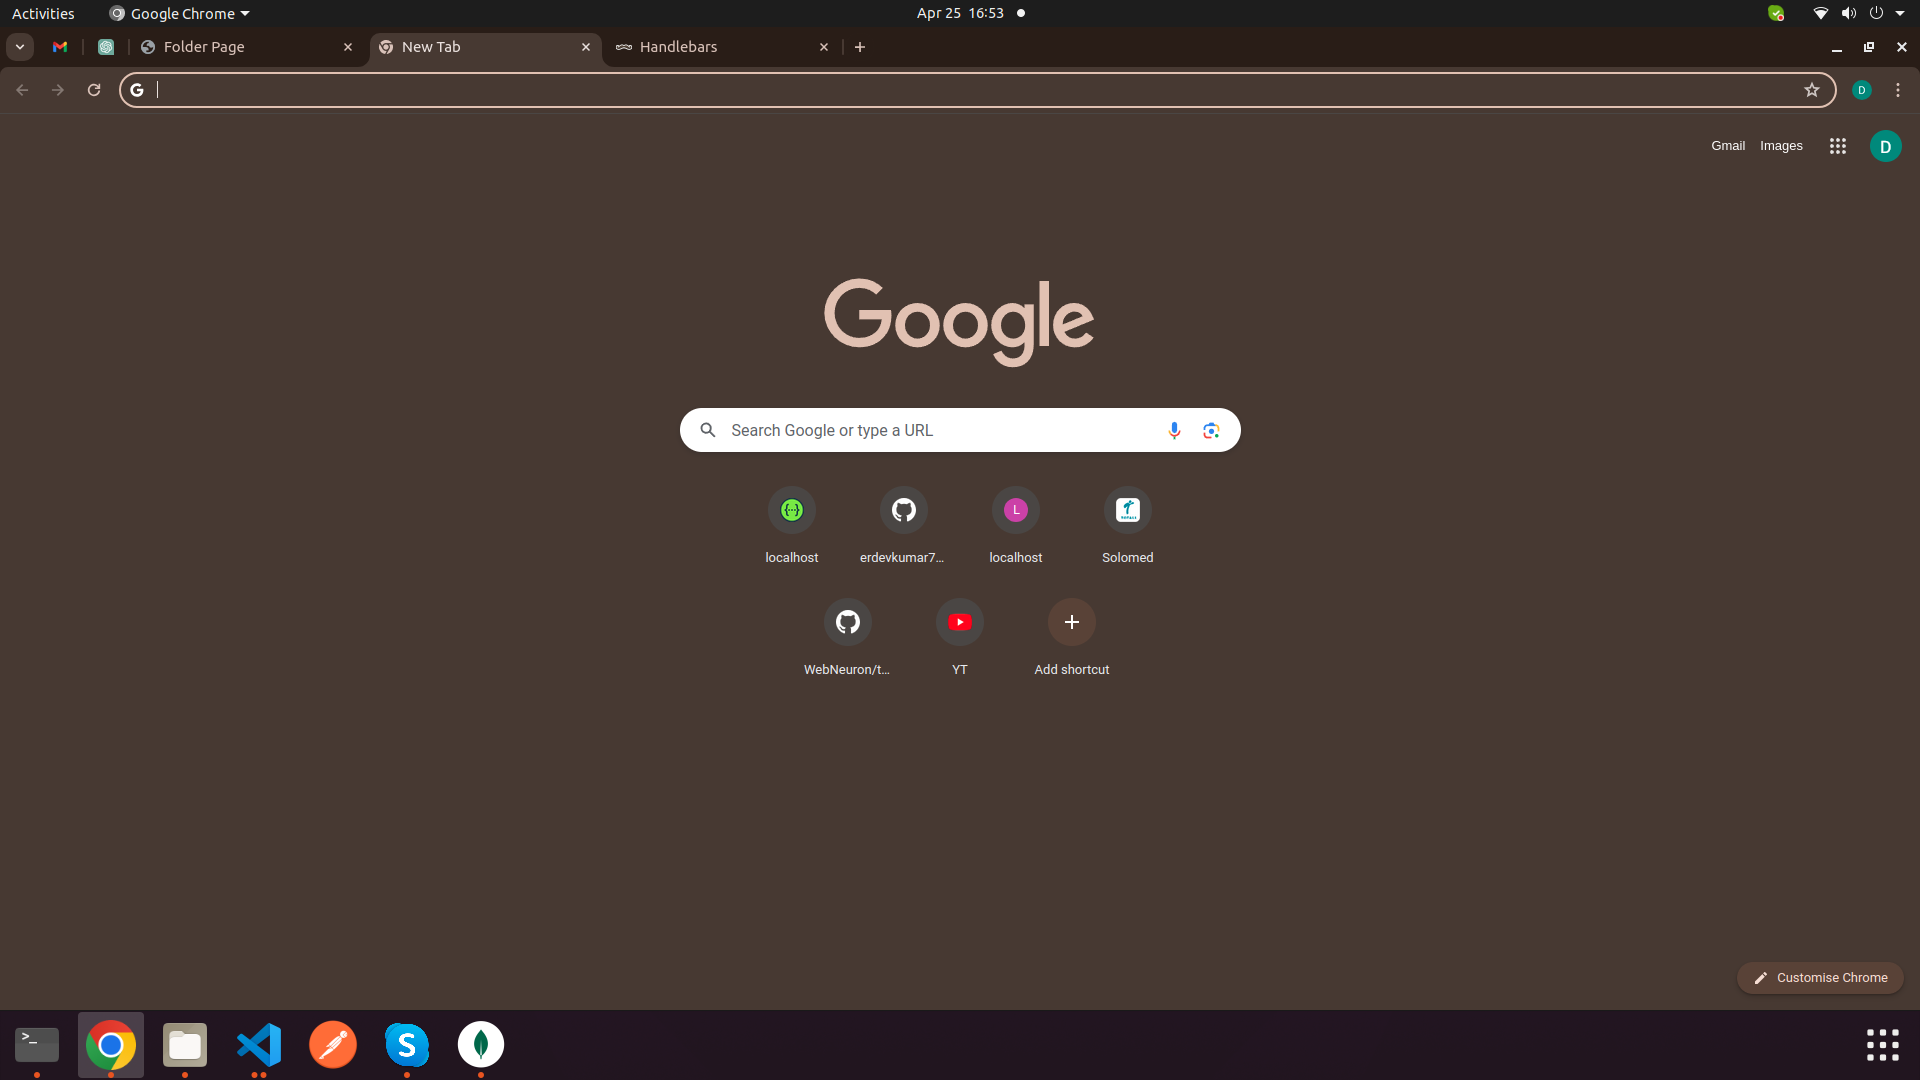 Activities
Google Chrome
Apr 25 16:53
Folder Page
New Tab
Handlebars
D
Gmail
Images
D
Google
Search Google or type a URL
L
localhost
erdevkumar7...
localhost
Solomed
WebNeuron/t...
YT
Add shortcut
Customise Chrome
>_
S